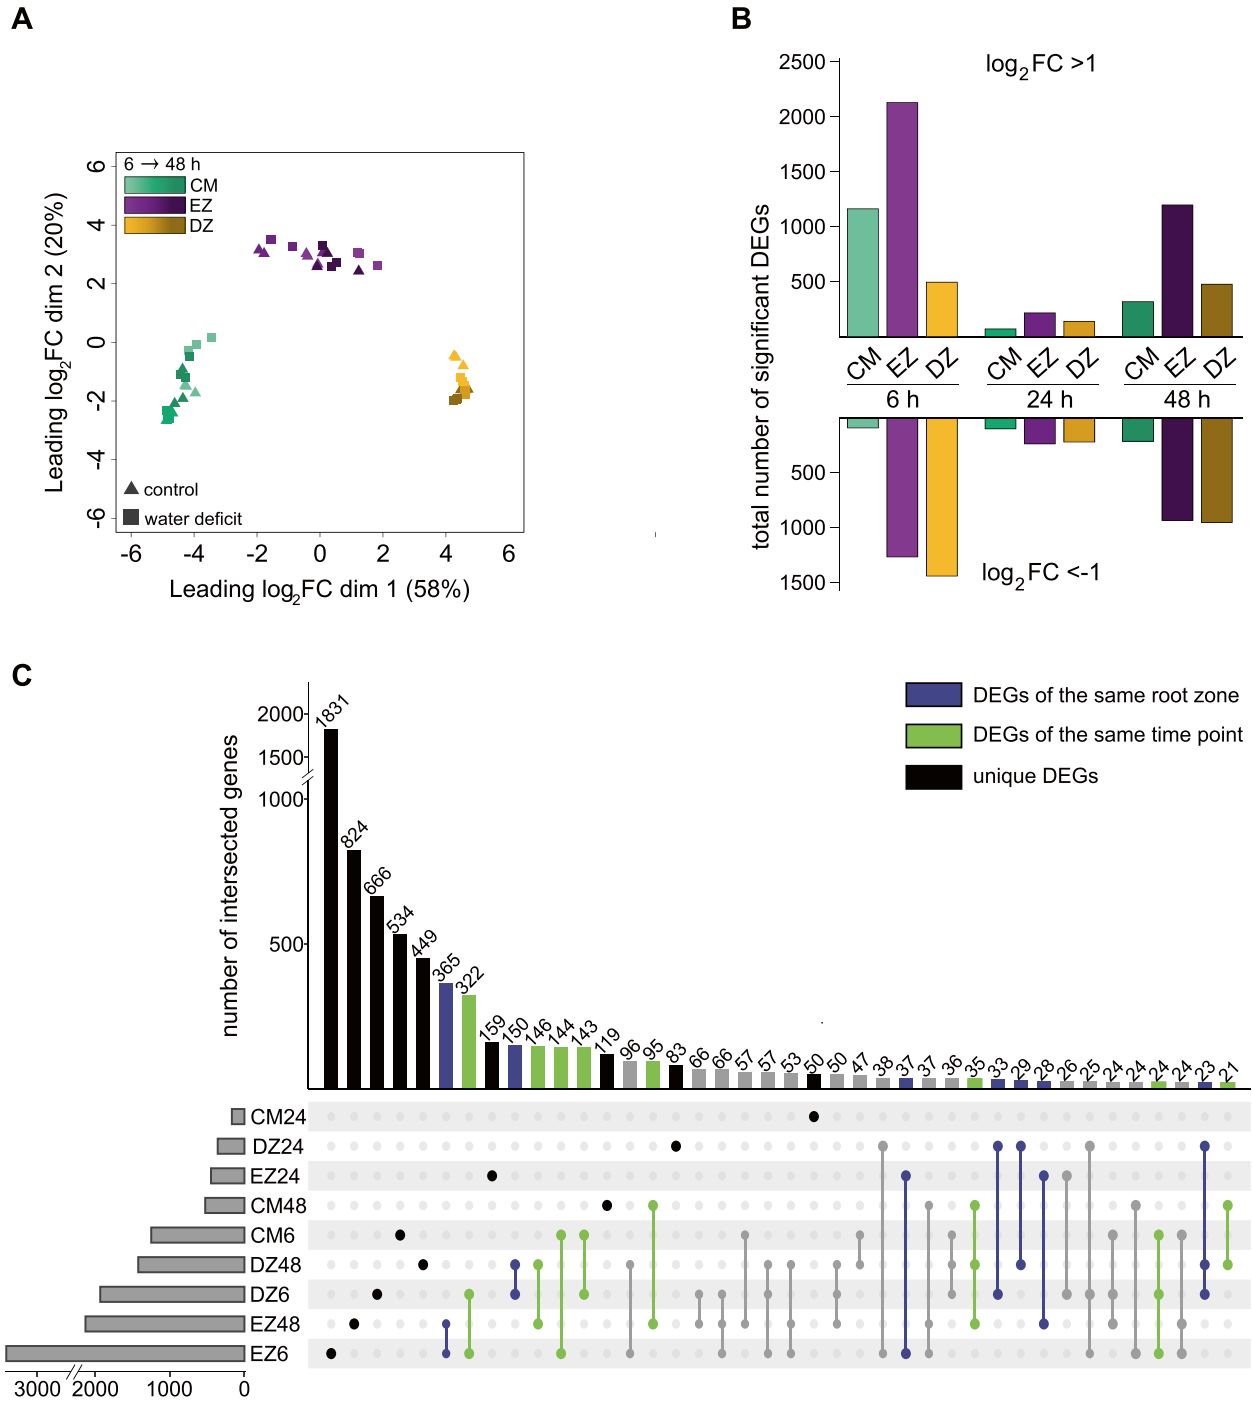 A
6 → 48 h
CM
EZ
DZ
control
water deficit
6
4
2
0
-2
-4
-6
Leading log2FC dim 2 (20%)
-6 -4 -2 0 2 4 6
Leading log2FC dim 1 (58%)
B
log2FC >1
2500
2000
1500
1000
500
total number of significant DEGs
CM EZ DZ CM EZ DZ CM EZ DZ
6 h 24 h 48 h
500
1000
1500
log2FC <-1
C
DEGs of the same root zone
DEGs of the same time point
unique DEGs
number of intersected genes
2000
1500
1000
500
1831 824 666 534 449 365 322 159 150 146 144 143 119 96 95 83 66 66 57 57 53 50 50 47 38 37 37 36 35 33 29 28 26 25 24 24 24 24 23 21
CM24
DZ24
EZ24
CM48
CM6
DZ48
DZ6
EZ48
EZ6
3000 2000 1000 0